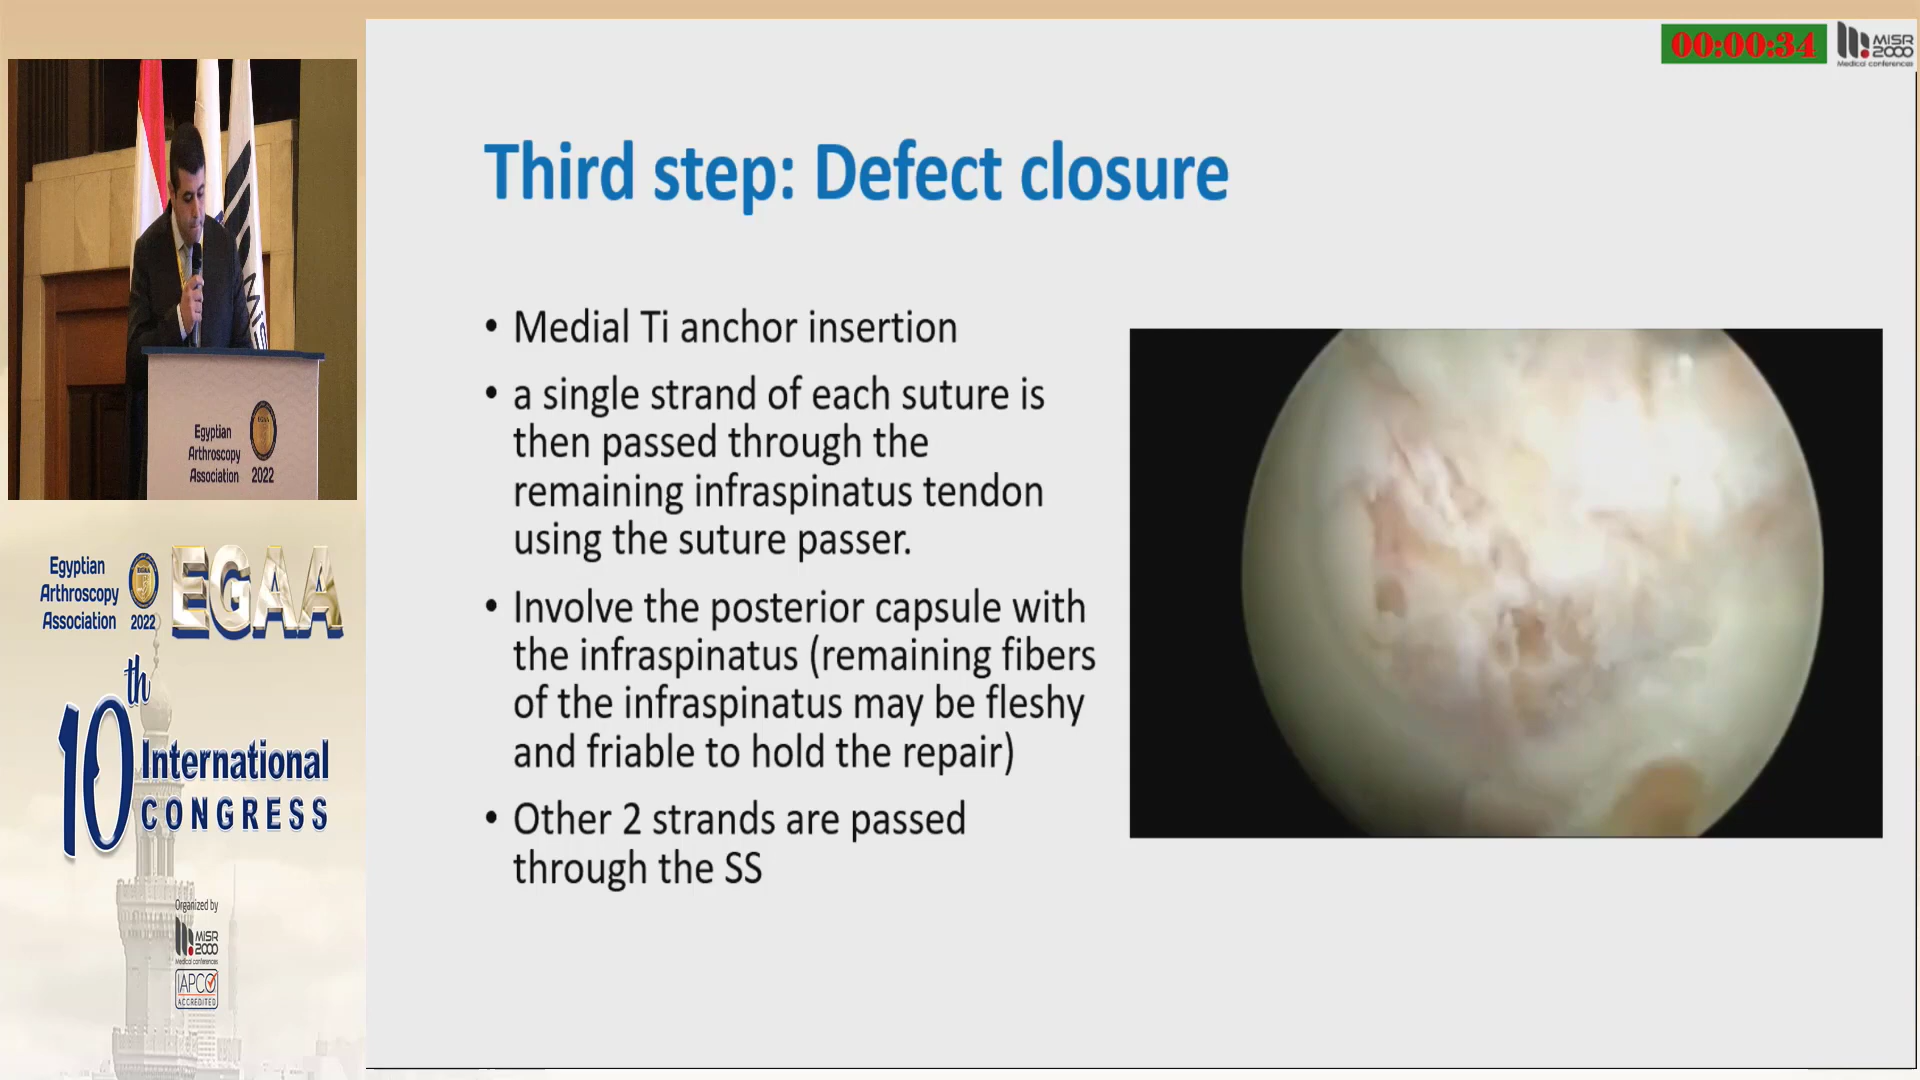 00:00:34
MISR
2000
Medical conferences
Third step: Defect closure
• Medial Ti anchor insertion
• a single strand of each suture is
then passed through the
remaining infraspinatus tendon
using the suture passer.
• Involve the posterior capsule with
the infraspinatus (remaining fibers
of the infraspinatus may be fleshy
and friable to hold the repair)
• Other 2 strands are passed
through the SS
Egyptian
Arthroscopy
Association 2022
Egyptian
Arthroscopy
Association 2022
EGAA
10th
International
CONGRESS
Organized by
MISR
2000
Medical conferences
IAPCO
ACCREDITED